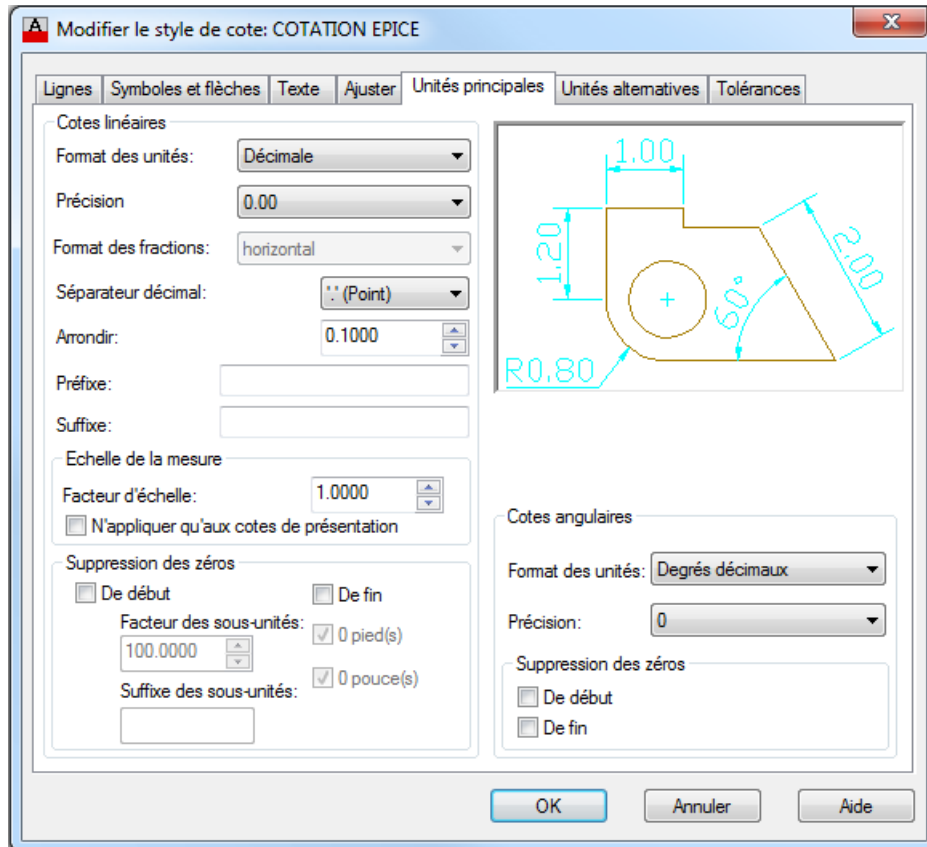 Modifier le style de cote: COTATION EPICE
X
Lignes Symboles et flèches Texte Ajuster Unités principales Unités alternatives Tolérances
Cotes linéaires
Format des unités: Décimale
Précision 0.00
Format des fractions: horizontal
Séparateur décimal: '.' (Point)
Arrondir: 0.1000
Préfixe:
Suffixe:
Echelle de la mesure
Facteur d'échelle: 1.0000
N'appliquer qu'aux cotes de présentation
Suppression des zéros
De début De fin
Facteur des sous-unités: 0 pied(s)
100.0000
0 pouce(s)
Suffixe des sous-unités:
1.00
1.20
2.00
60°
R0.80
Cotes angulaires
Format des unités: Degrés décimaux
Précision: 0
Suppression des zéros
De début
De fin
OK Annuler Aide